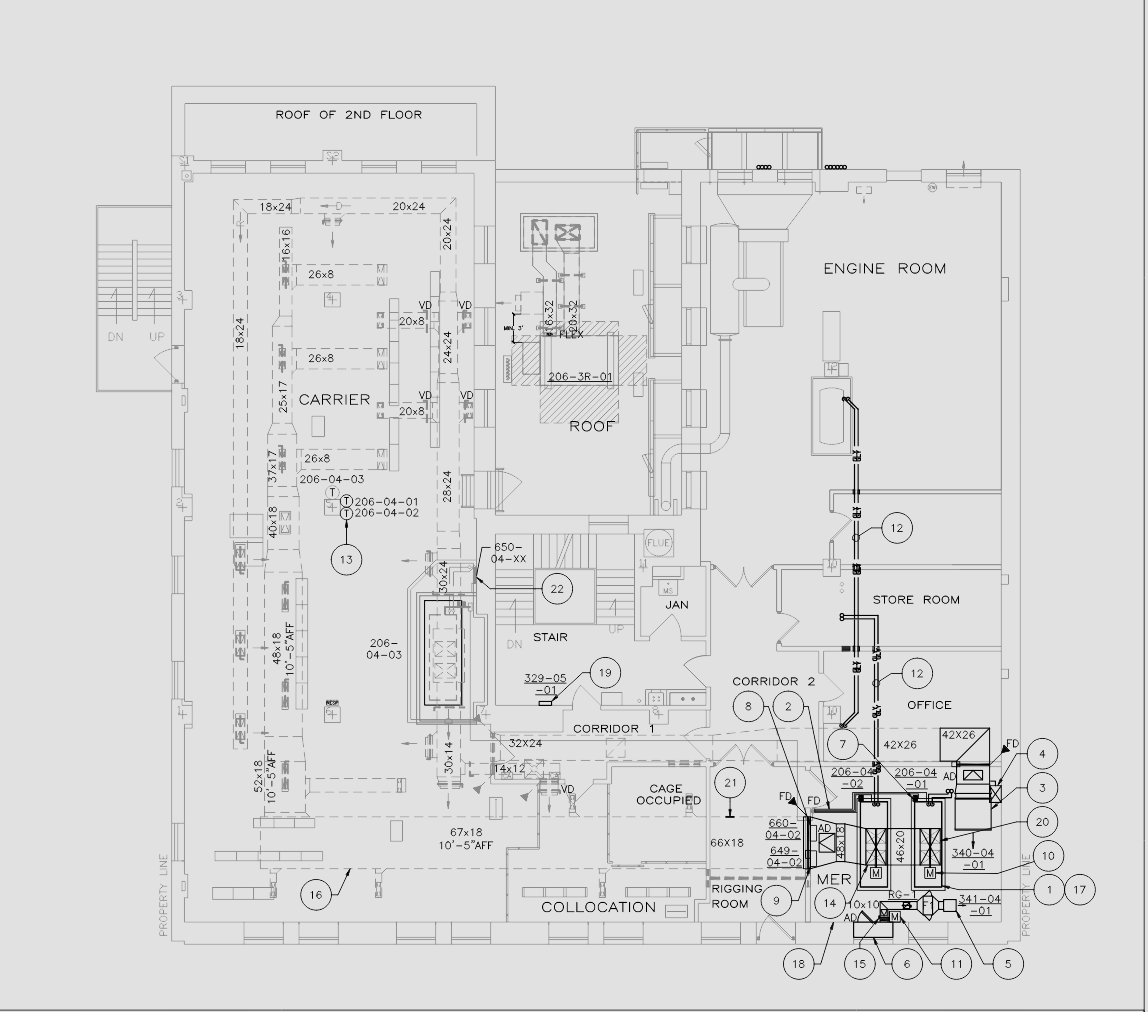 ROOF OF 2ND FLOOR
18x24
20x24
20x24
16x16
26x8
18x24
DN
UP
VD
VD
20x8
24x24
26x8
25x17
CARRIER
VD
VD
20x8
37x17
26x8
28x24
206-04-03
T
T 206-04-01
T 206-04-02
40x18
13
16x32
20x32
MIN. 3'
FLEX
206-3R-01
ROOF
ENGINE ROOM
12
650-
04-XX
22
30x24
FLUE
MS
JAN
STORE ROOM
DN
UP
STAIR
206-
04-03
48x18
10'-5"AFF
329-05
-01
19
CORRIDOR 2
12
8
2
OFFICE
RESP
CORRIDOR 1
32X24
14x12
30x14
52x18
10'-5"AFF
7
42X26
42X26
FD
4
206-04
-02
206-04
-01
AD
3
VD
CAGE
OCCUPIED
21
FD
FD
67x18
10'-5"AFF
66X18
660-
04-02
649-
04-02
AD
48x18
46x20
20
340-04
-01
10
M
M
MER
16
RIGGING
ROOM
9
14
1
17
COLLOCATION
10x10
RG-1
F1
341-04
-01
AD
M
18
15
6
11
5
PROPERTY LINE
PROPERTY LINE